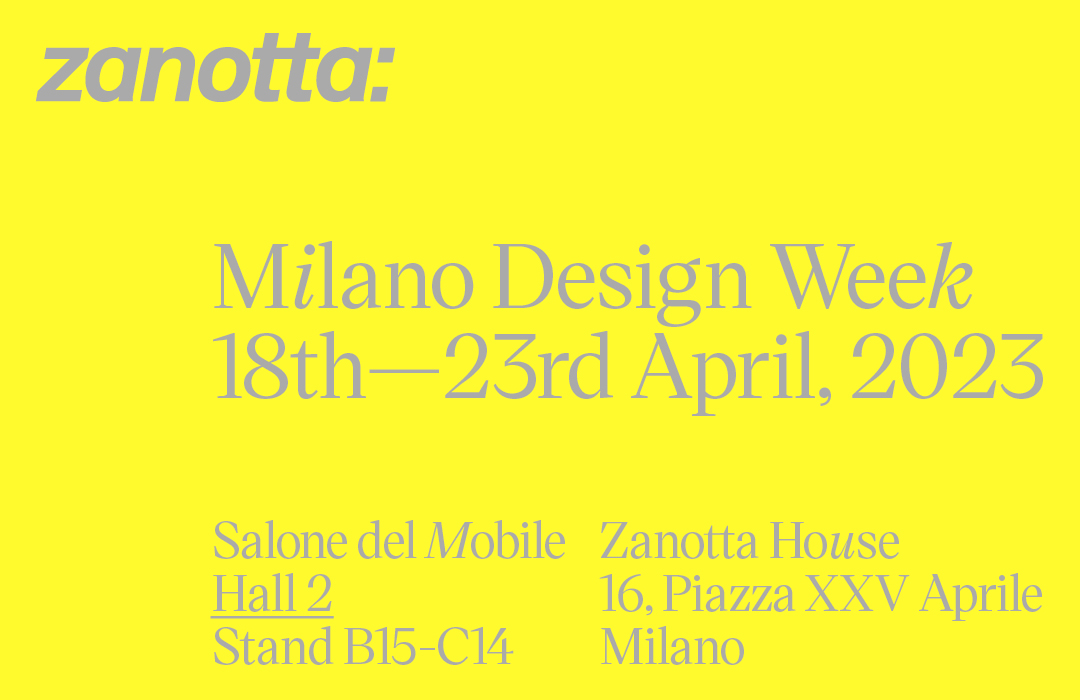 zanotta:
Milano Design Week
18th—23rd April, 2023
Salone del Mobile
Hall 2
Stand B15-C14
Zanotta House
16, Piazza XXV Aprile
Milano